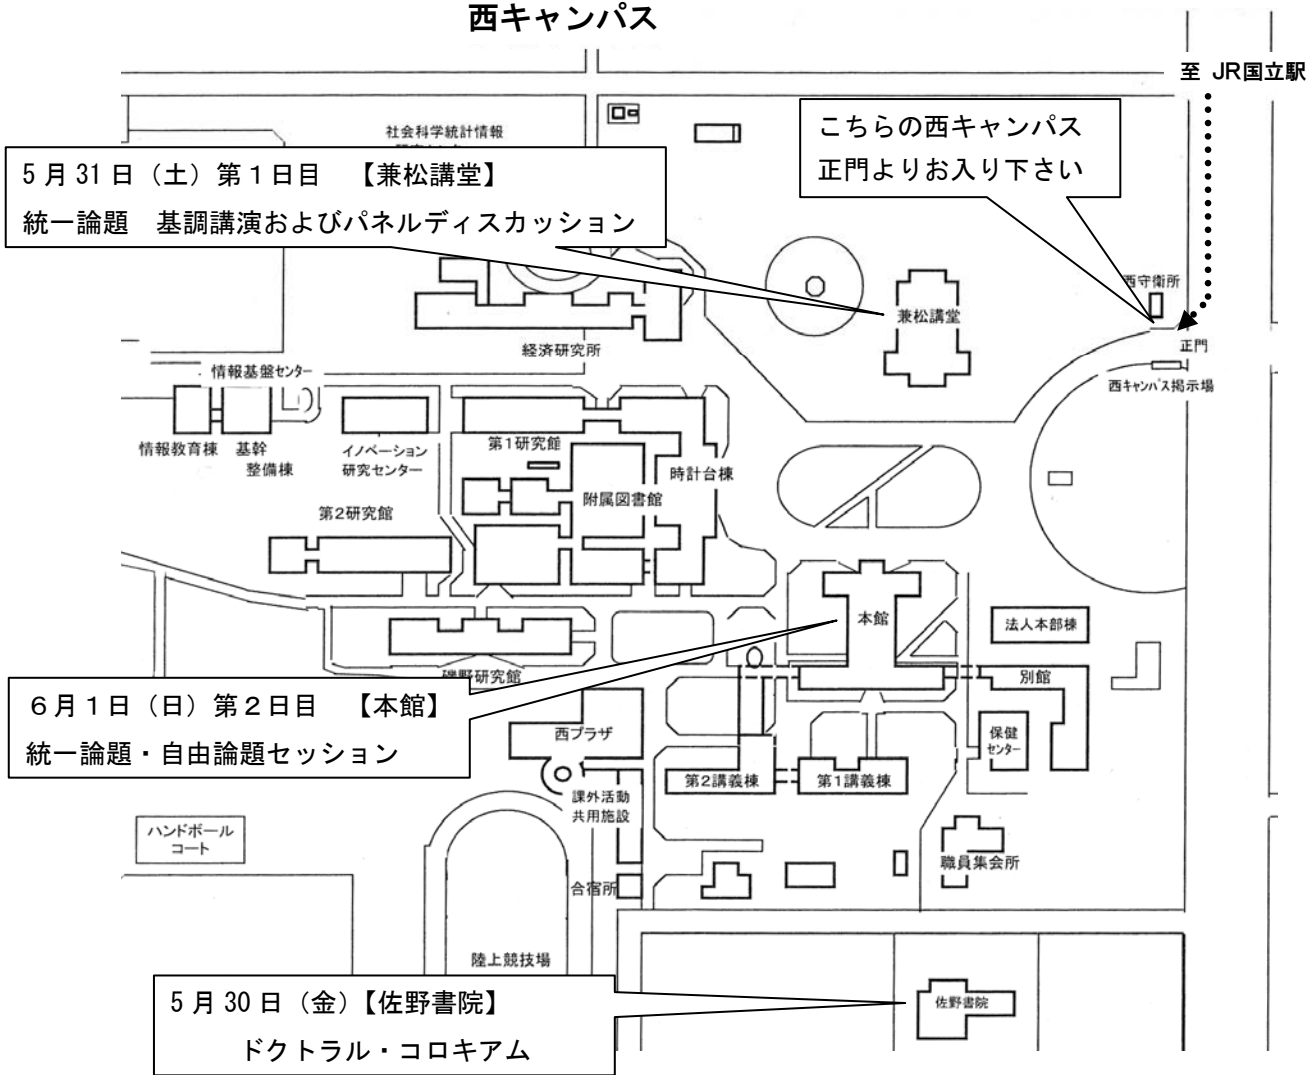 西キャンパス
至 JR国立駅
こちらの西キャンパス
正門よりお入り下さい
社会科学統計情報
5月31日（土）第1日目　【兼松講堂】
統一論題　基調講演およびパネルディスカッション
西守衛所
兼松講堂
正門
西キャンパス掲示場
経済研究所
情報基盤センター
情報教育棟
基幹
整備棟
イノベーション
研究センター
第1研究館
時計台棟
附属図書館
第2研究館
本館
法人本部棟
磯野研究館
別館
6月1日（日）第2日目　【本館】
統一論題・自由論題セッション
西プラザ
保健
センター
第2講義棟
第1講義棟
課外活動
共用施設
ハンドボール
コート
職員集会所
合宿所
陸上競技場
5月30日（金）【佐野書院】
ドクトラル・コロキアム
佐野書院